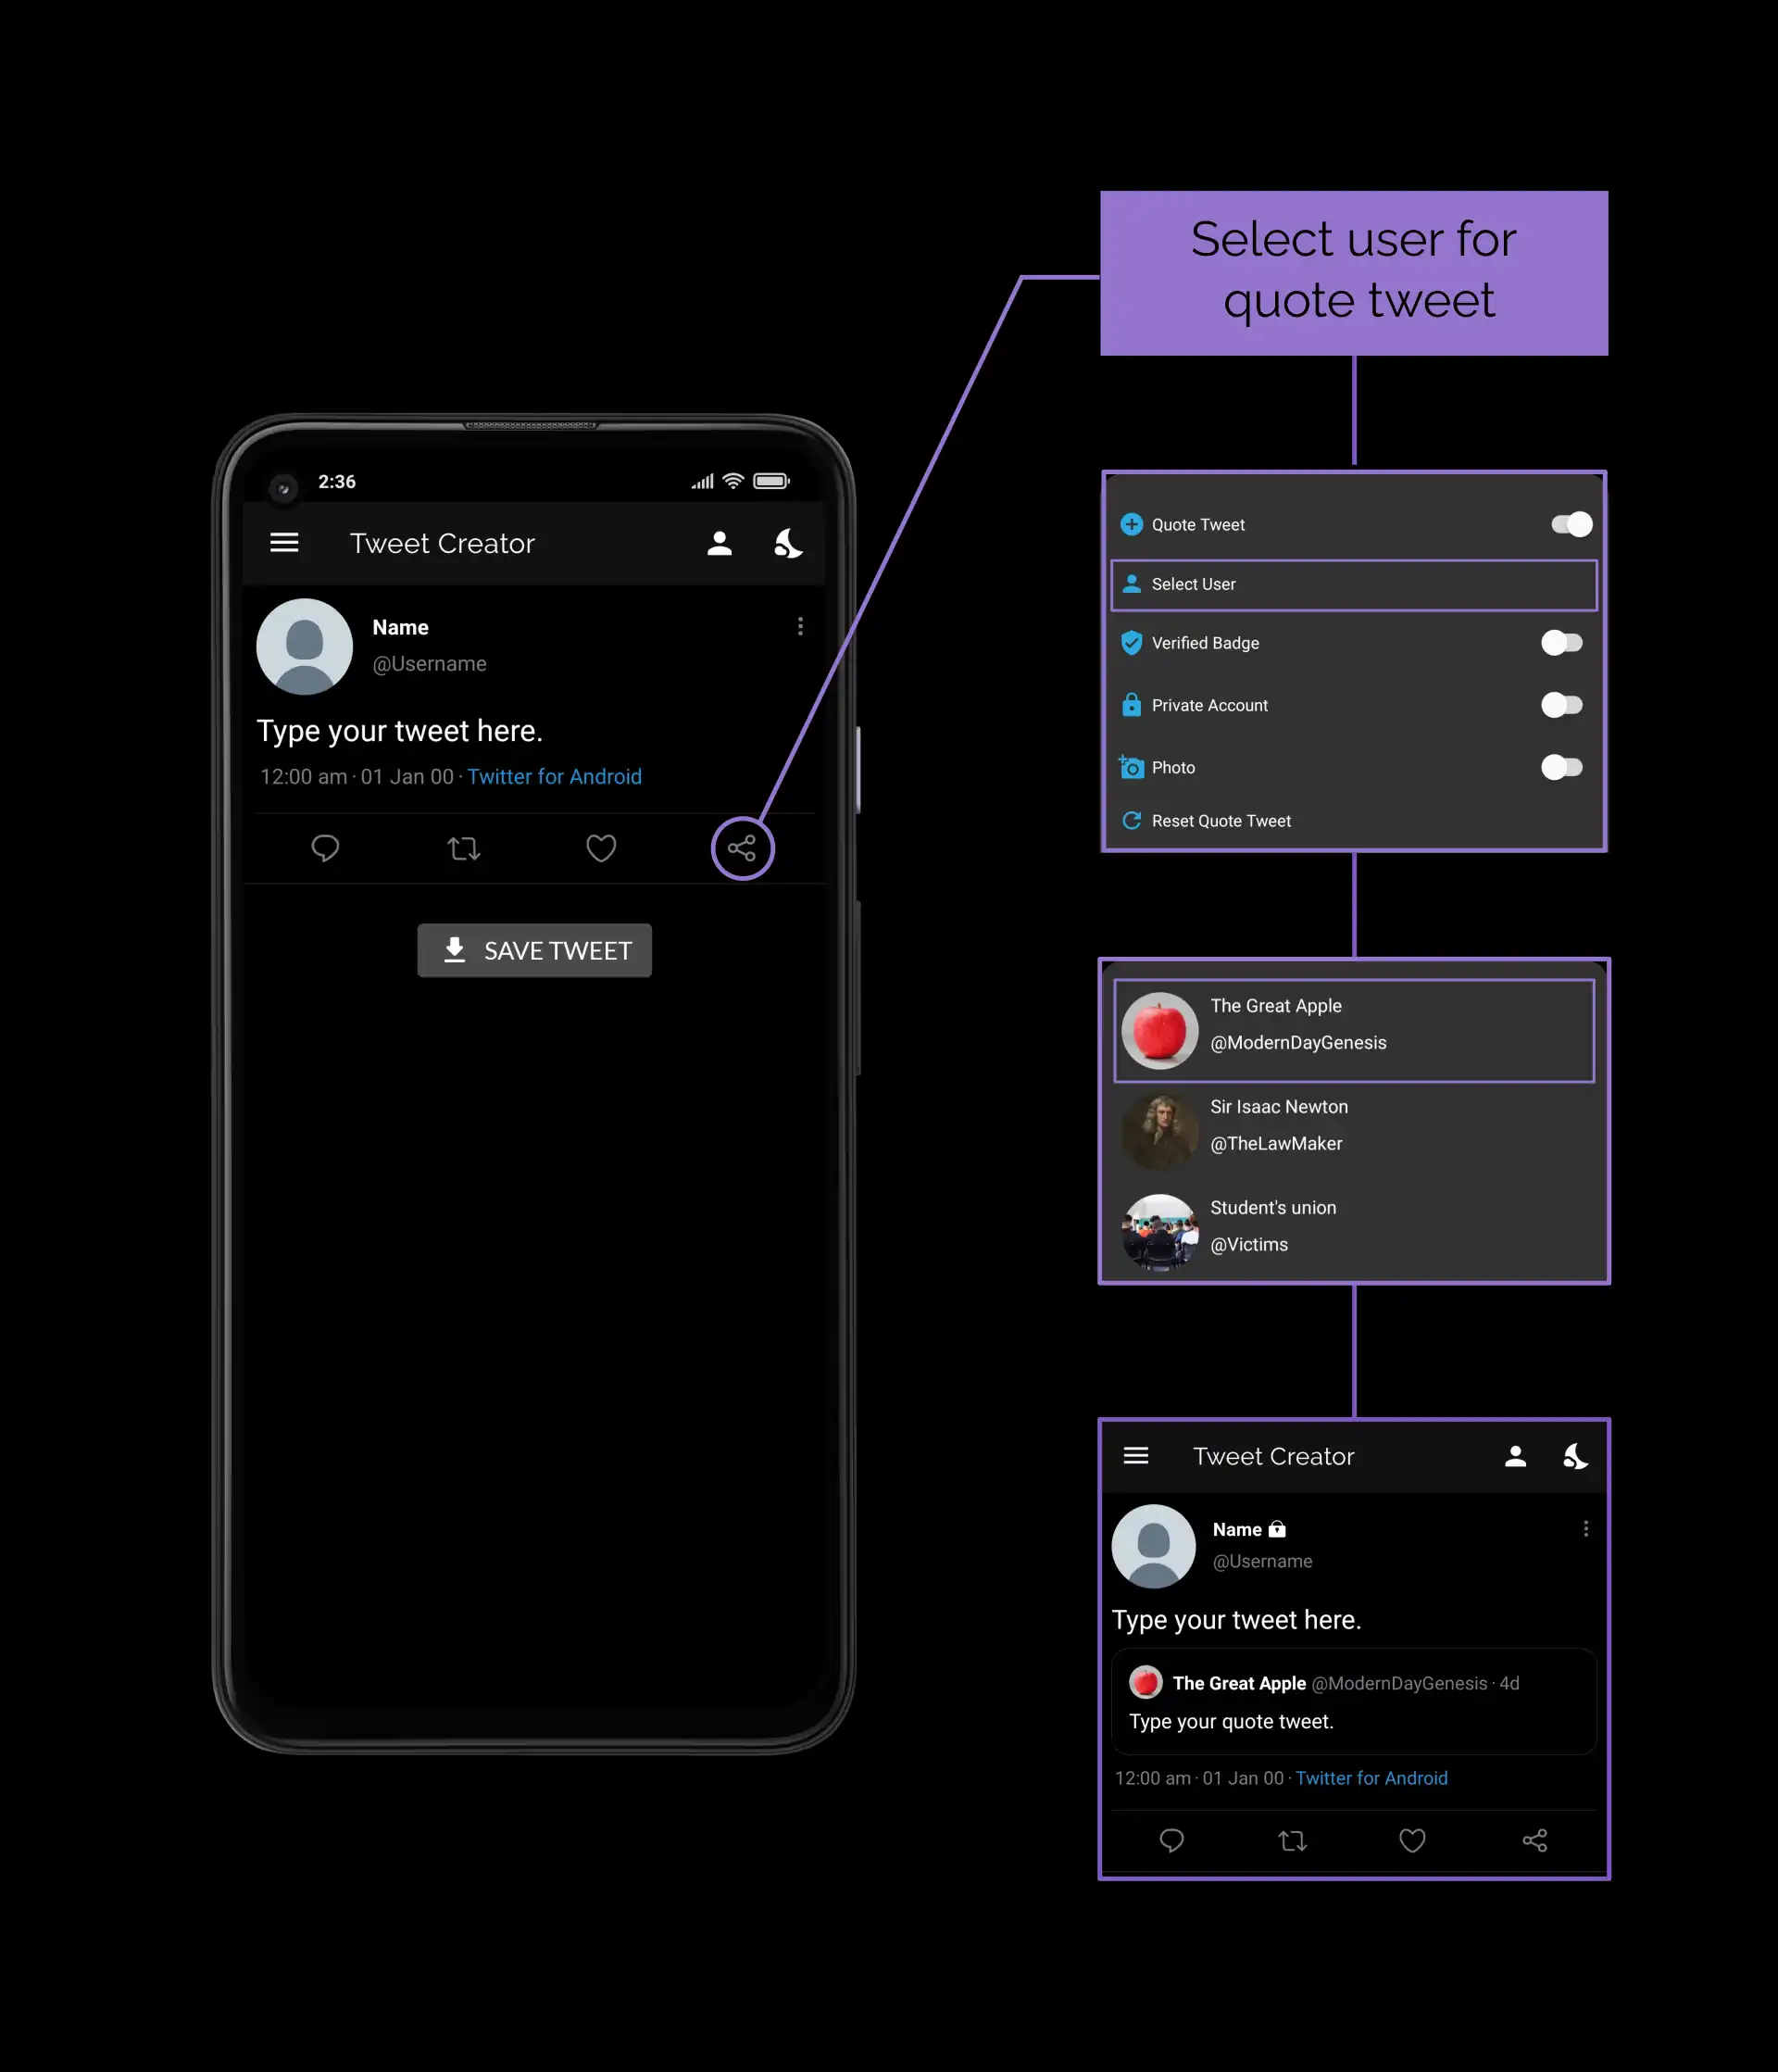 Select user for
quote tweet
2:36
Tweet Creator
Name
@Username
Type your tweet here.
12:00 am · 01 Jan 00 · Twitter for Android
SAVE TWEET
Quote Tweet
Select User
Verified Badge
Private Account
Photo
Reset Quote Tweet
The Great Apple
@ModernDayGenesis
Sir Isaac Newton
@TheLawMaker
Student's union
@Victims
Tweet Creator
Name
@Username
Type your tweet here.
The Great Apple @ModernDayGenesis · 4d
Type your quote tweet.
12:00 am · 01 Jan 00 · Twitter for Android